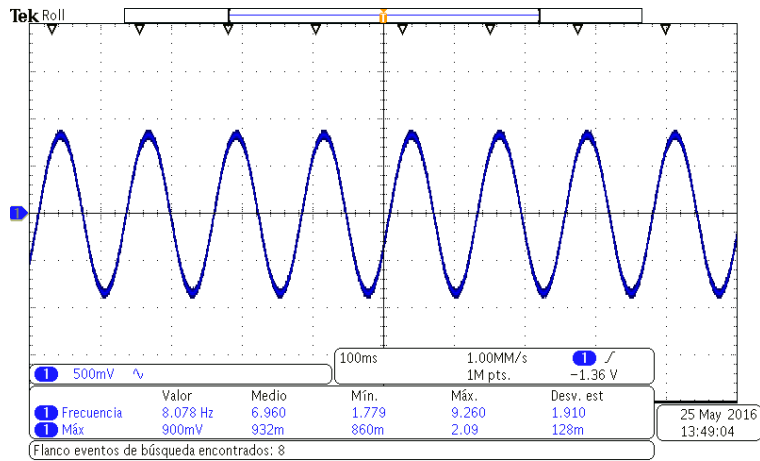 Tek Roll
T
1
100ms 1.00MM/s 1
1 500mV 1M pts. −1.36 V
Valor Medio Mín. Máx. Desv. est
1 Frecuencia 8.078 Hz 6.960 1.779 9.260 1.910
1 Máx 900mV 932m 860m 2.09 128m
25 May 2016
13:49:04
Flanco eventos de búsqueda encontrados: 8